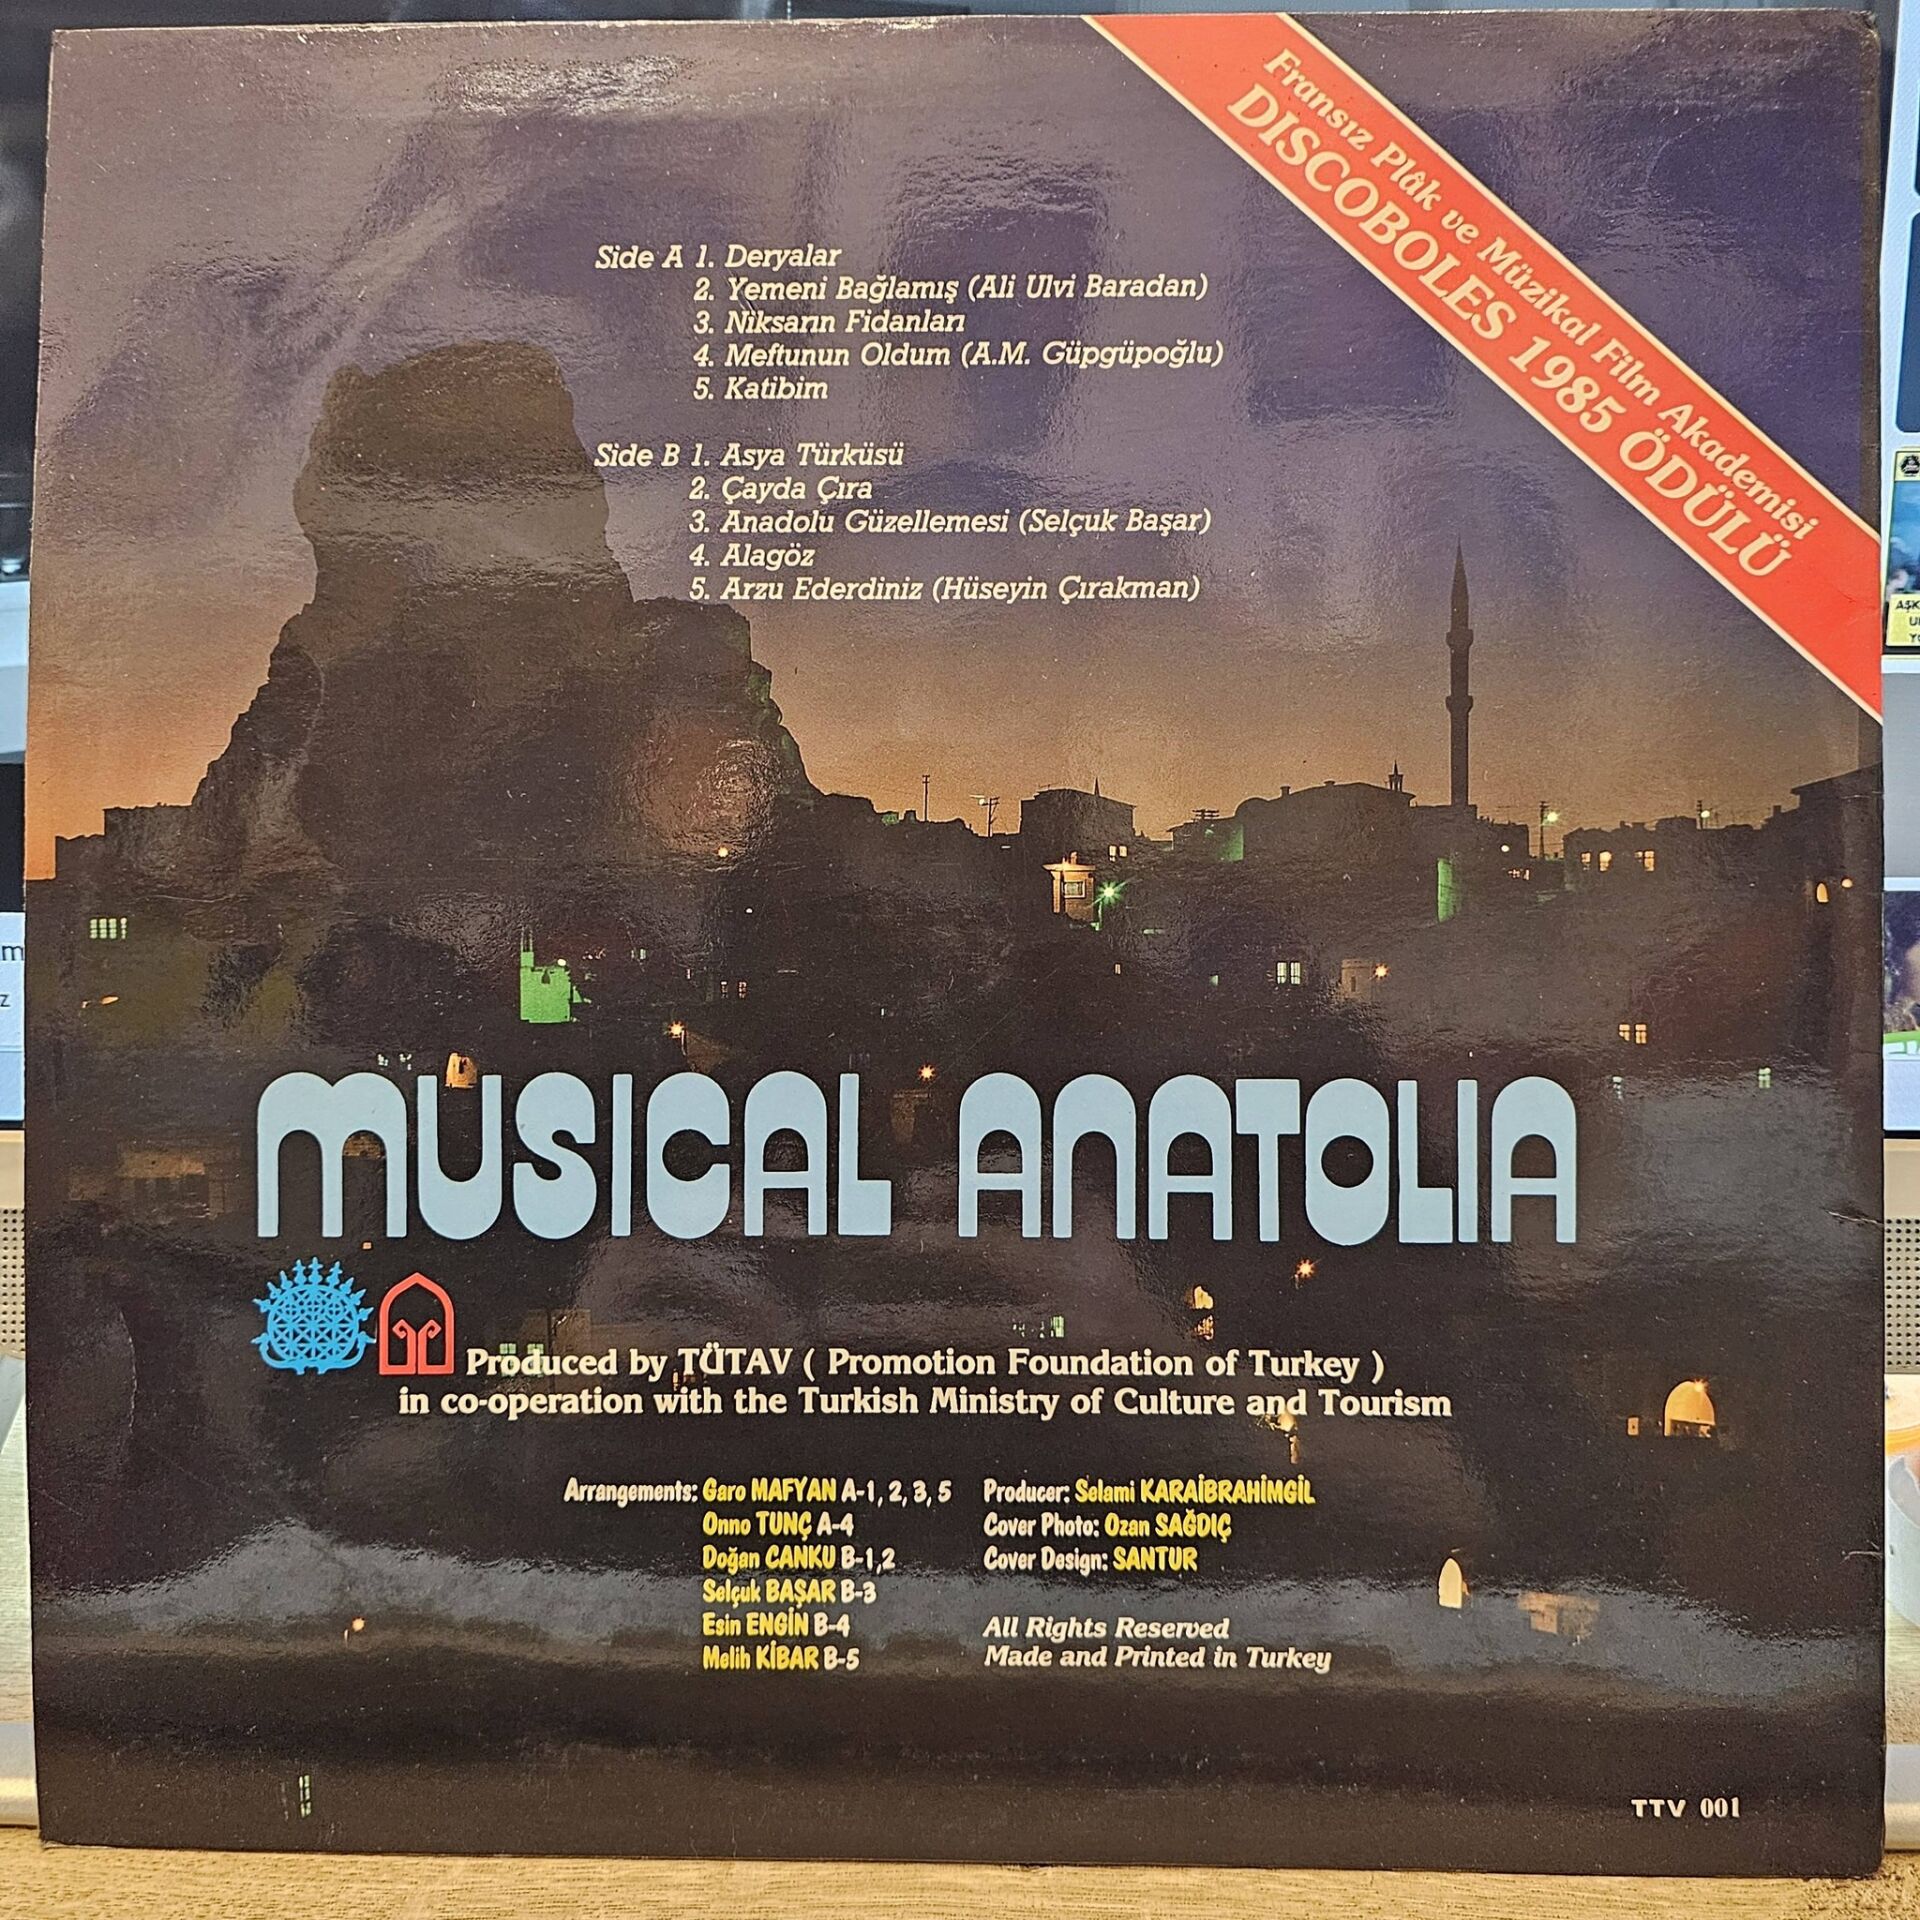 Fransız Plâk ve Müzikal Film Akademisi
DISCOBOLES 1985 ÖDÜLÜ
Side A 1. Deryalar
2. Yemeni Bağlamış (Ali Ulvi Baradan)
3. Niksarın Fidanları
4. Meftunun Oldum (A.M. Güpgüpoğlu)
5. Katibim
Side B 1. Asya Türküsü
2. Çayda Çıra
3. Anadolu Güzellemesi (Selçuk Başar)
4. Alagöz
5. Arzu Ederdiniz (Hüseyin Çırakman)
MUSICAL ANATOLIA
Produced by TÜTAV ( Promotion Foundation of Turkey )
in co-operation with the Turkish Ministry of Culture and Tourism
Arrangements: Garo MAFYAN A-1, 2, 3, 5
Onno TUNÇ A-4
Doğan CANKU B-1,2
Selçuk BAŞAR B-3
Esin ENGİN B-4
Melih KİBAR B-5
Producer: Selami KARAİBRAHİMGİL
Cover Photo: Ozan SAĞDIÇ
Cover Design: SANTUR
All Rights Reserved
Made and Printed in Turkey
TTV 001